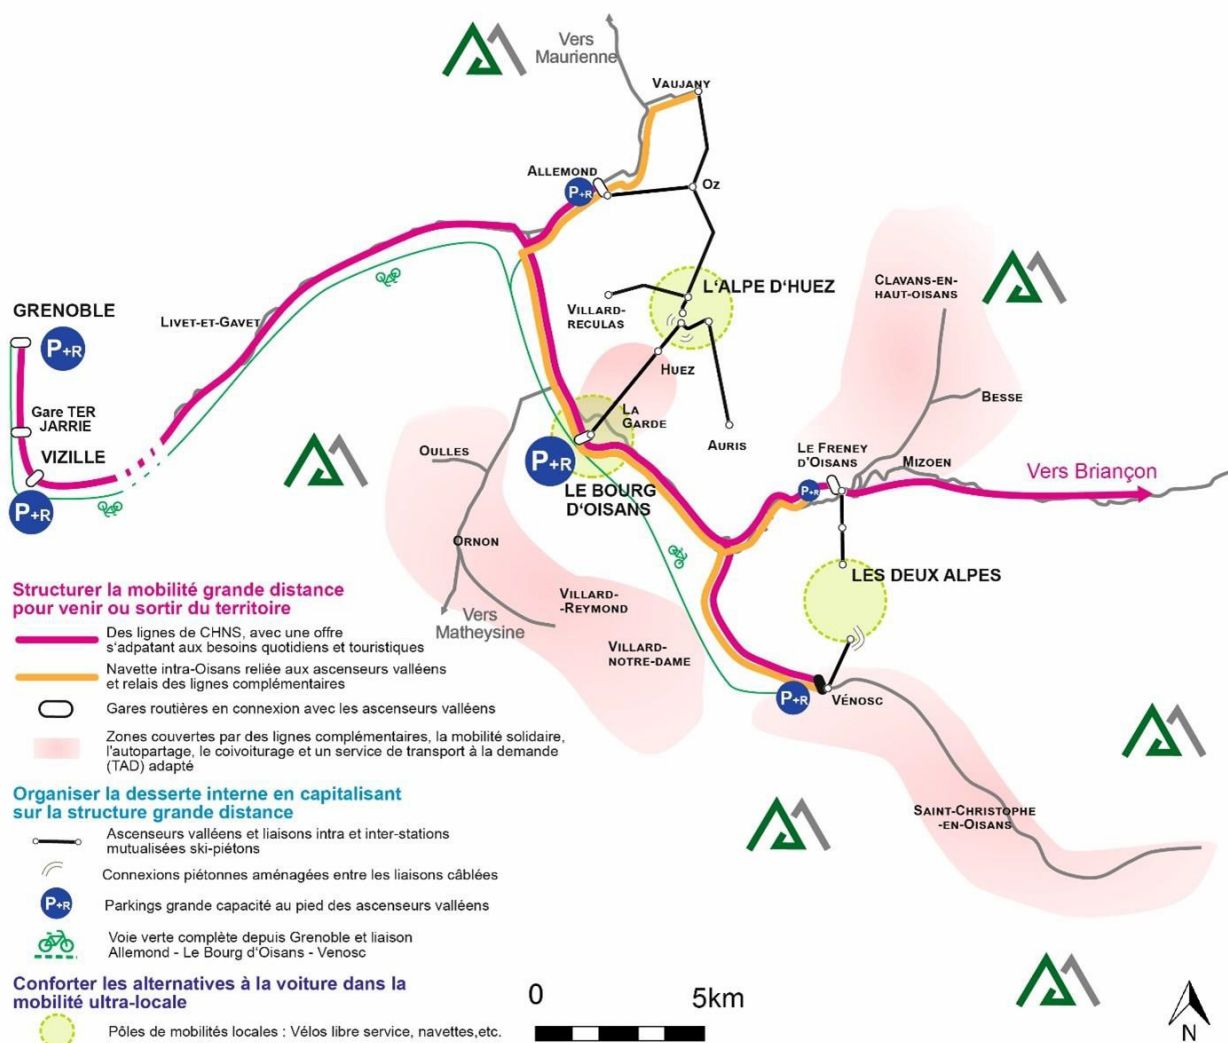 Vers
Maurienne
VAUJANY
ALLEMOND
P+R
OZ
L'ALPE D'HUEZ
CLAVANS-EN-
HAUT-OISANS
VILLARD-
RECULAS
GRENOBLE
P+R
LIVET-ET-GAVET
HUEZ
BESSE
Gare TER
JARRIE
LA
GARDE
AURIS
VIZILLE
OULLES
P+R
LE FRENEY
D'OISANS
MIZOEN
Vers Briançon
P+R
P+R
LE BOURG
D'OISANS
ORNON
LES DEUX ALPES
Structurer la mobilité grande distance
pour venir ou sortir du territoire
VILLARD-
-REYMOND
Vers
Matheysine
Des lignes de CHNS, avec une offre
s'adpatant aux besoins quotidiens et touristiques
VILLARD-
NOTRE-DAME
Navette intra-Oisans reliée aux ascenseurs valléens
et relais des lignes complémentaires
P+R
VÉNOSC
Gares routières en connexion avec les ascenseurs valléens
Zones couvertes par des lignes complémentaires, la mobilité solidaire,
l'autopartage, le coivoiturage et un service de transport à la demande
(TAD) adapté
Organiser la desserte interne en capitalisant
sur la structure grande distance
SAINT-CHRISTOPHE
-EN-OISANS
Ascenseurs valléens et liaisons intra et inter-stations
mutualisées ski-piéton
Connexions piétonnes aménagées entre les liaisons câblées
P+R
Parkings grande capacité au pied des ascenseurs valléens
Voie verte complète depuis Grenoble et liaison
Allemond - Le Bourg d'Oisans - Venosc
Conforter les alternatives à la voiture dans la
mobilité ultra-locale
0
5km
Pôles de mobilités locales : Vélos libre service, navettes,etc.
N